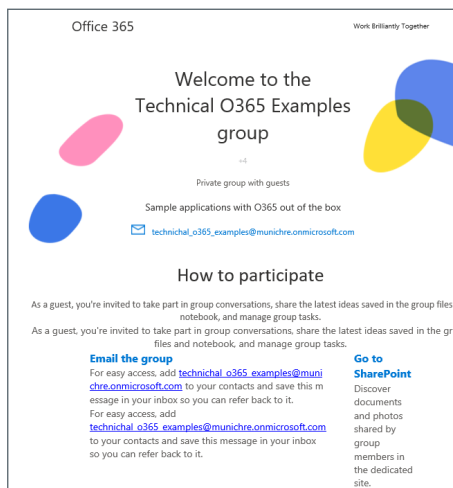 Office 365
Work Brilliantly Together
Welcome to the
Technical O365 Examples
group
+4
Private group with guests
Sample applications with O365 out of the box
technichal_o365_examples@munichre.onmicrosoft.com
How to participate
As a guest, you're invited to take part in group conversations, share the latest ideas saved in the group files
notebook, and manage group tasks.
As a guest, you're invited to take part in group conversations, share the latest ideas saved in the gr
files and notebook, and manage group tasks.
Email the group
For easy access, add technichal_o365_examples@muni
chre.onmicrosoft.com to your contacts and save this m
essage in your inbox so you can refer back to it.
For easy access, add
technichal_o365_examples@munichre.onmicrosoft.com
to your contacts and save this message in your inbox
so you can refer back to it.
Go to
SharePoint
Discover
documents
and photos
shared by
group
members in
the dedicated
site.